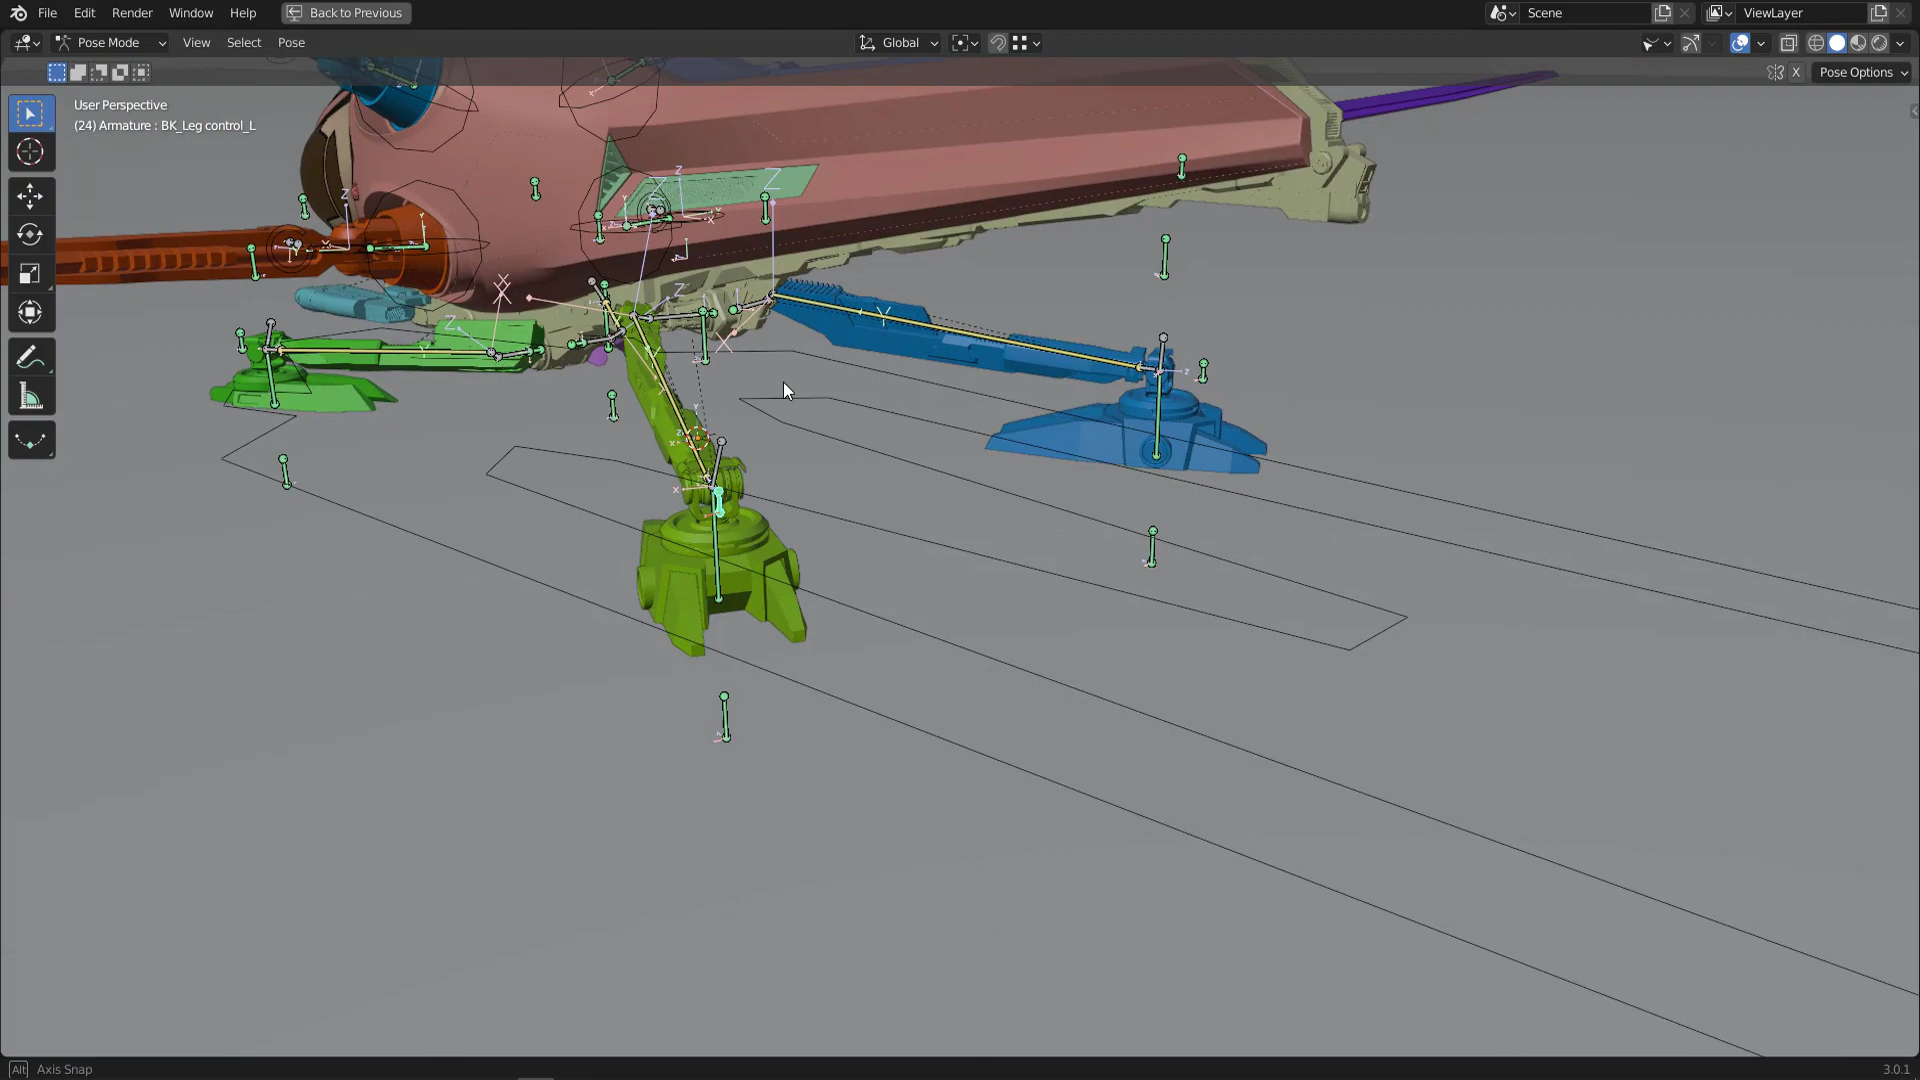 File Edit Render Window Help Back to Previous Scene ViewLayer
Pose Mode View Select Pose Global
X Pose Options
User Perspective
(24) Armature : BK_Leg control_L
Alt Axis Snap 3.0.1